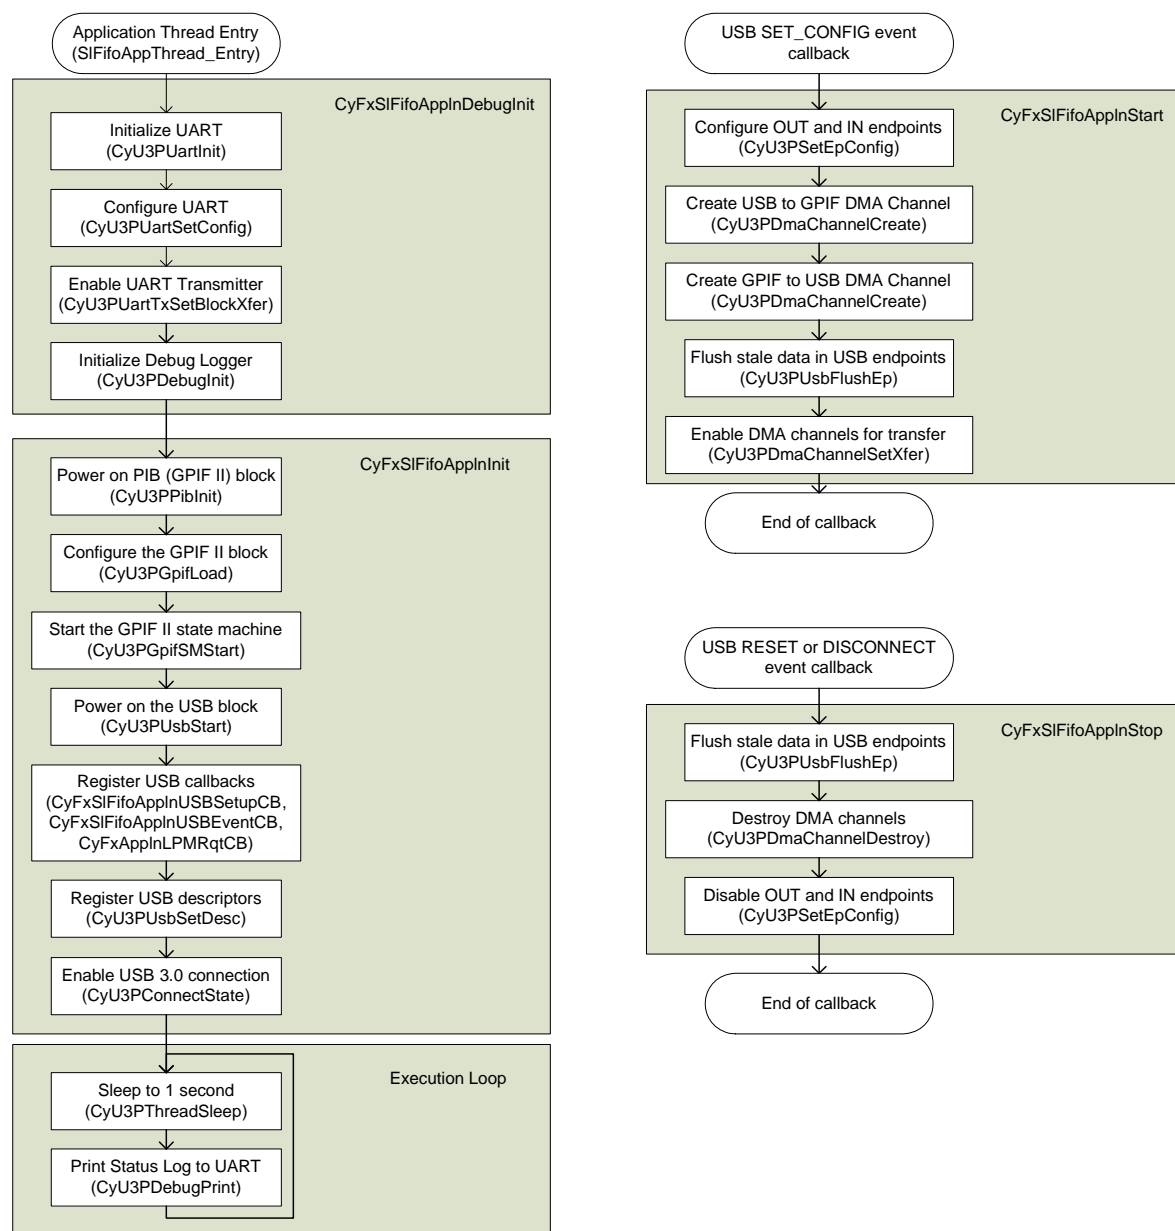 Application Thread Entry
(SlFifoAppThread_Entry)
CyFxSlFifoApplnDebugInit
Initialize UART
(CyU3PUartInit)
Configure UART
(CyU3PUartSetConfig)
Enable UART Transmitter
(CyU3PUartTxSetBlockXfer)
Initialize Debug Logger
(CyU3PDebugInit)
CyFxSlFifoApplnInit
Power on PIB (GPIF II) block
(CyU3PPibInit)
Configure the GPIF II block
(CyU3PGpifLoad)
Start the GPIF II state machine
(CyU3PGpifSMStart)
Power on the USB block
(CyU3PUsbStart)
Register USB callbacks
(CyFxSlFifoApplnUSBSetupCB,
CyFxSlFifoApplnUSBEventCB,
CyFxApplnLPMRqtCB)
Register USB descriptors
(CyU3PUsbSetDesc)
Enable USB 3.0 connection
(CyU3PConnectState)
Execution Loop
Sleep to 1 second
(CyU3PThreadSleep)
Print Status Log to UART
(CyU3PDebugPrint)
USB SET_CONFIG event
callback
CyFxSlFifoApplnStart
Configure OUT and IN endpoints
(CyU3PSetEpConfig)
Create USB to GPIF DMA Channel
(CyU3PDmaChannelCreate)
Create GPIF to USB DMA Channel
(CyU3PDmaChannelCreate)
Flush stale data in USB endpoints
(CyU3PUsbFlushEp)
Enable DMA channels for transfer
(CyU3PDmaChannelSetXfer)
End of callback
USB RESET or DISCONNECT
event callback
CyFxSlFifoApplnStop
Flush stale data in USB endpoints
(CyU3PUsbFlushEp)
Destroy DMA channels
(CyU3PDmaChannelDestroy)
Disable OUT and IN endpoints
(CyU3PSetEpConfig)
End of callback